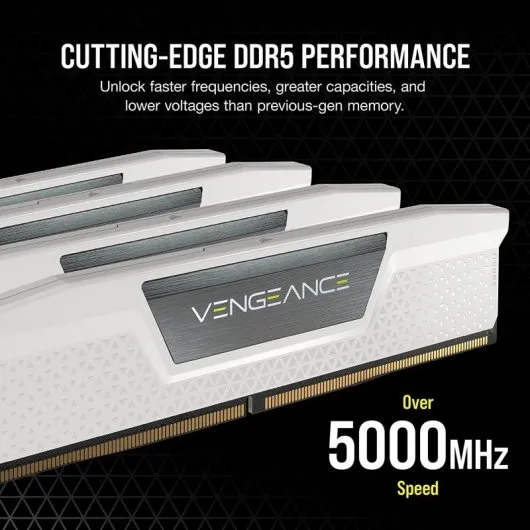 CUTTING-EDGE DDR5 PERFORMANCE
Unlock faster frequencies, greater capacities, and
lower voltages than previous-gen memory.
VENGEANCE
Over
5000MHz
Speed